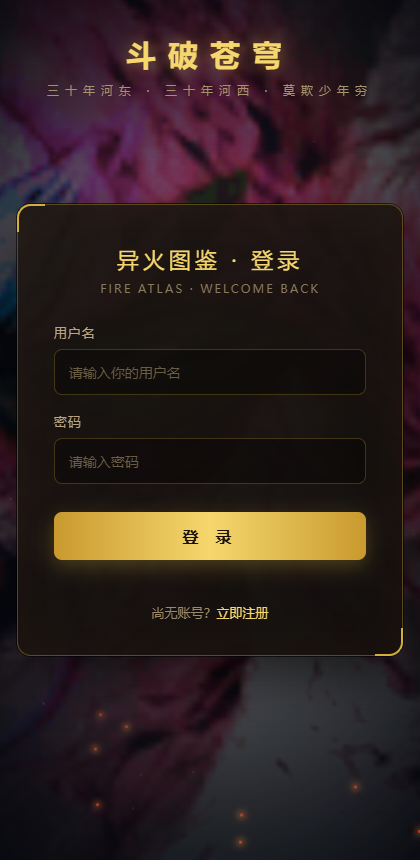 斗破苍穹
三十年河东 · 三十年河西 · 莫欺少年穷
异火图鉴 · 登录
FIRE ATLAS · WELCOME BACK
用户名
请输入你的用户名
密码
请输入密码
登 录
尚无账号？立即注册